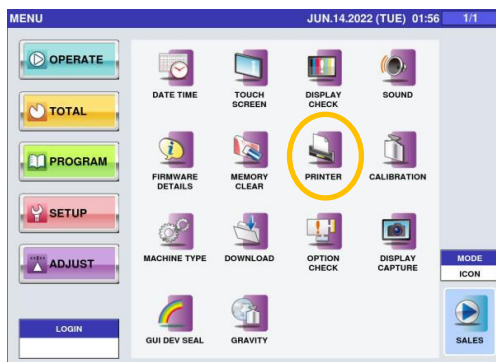 MENU
JUN.14.2022 (TUE) 01:56
1/1
OPERATE
TOTAL
PROGRAM
SETUP
ADJUST
LOGIN
DATE TIME
TOUCH
SCREEN
DISPLAY
CHECK
SOUND
FIRMWARE
DETAILS
MEMORY
CLEAR
PRINTER
CALIBRATION
MACHINE TYPE
DOWNLOAD
OPTION
CHECK
DISPLAY
CAPTURE
GUI DEV SEAL
GRAVITY
MODE
ICON
SALES